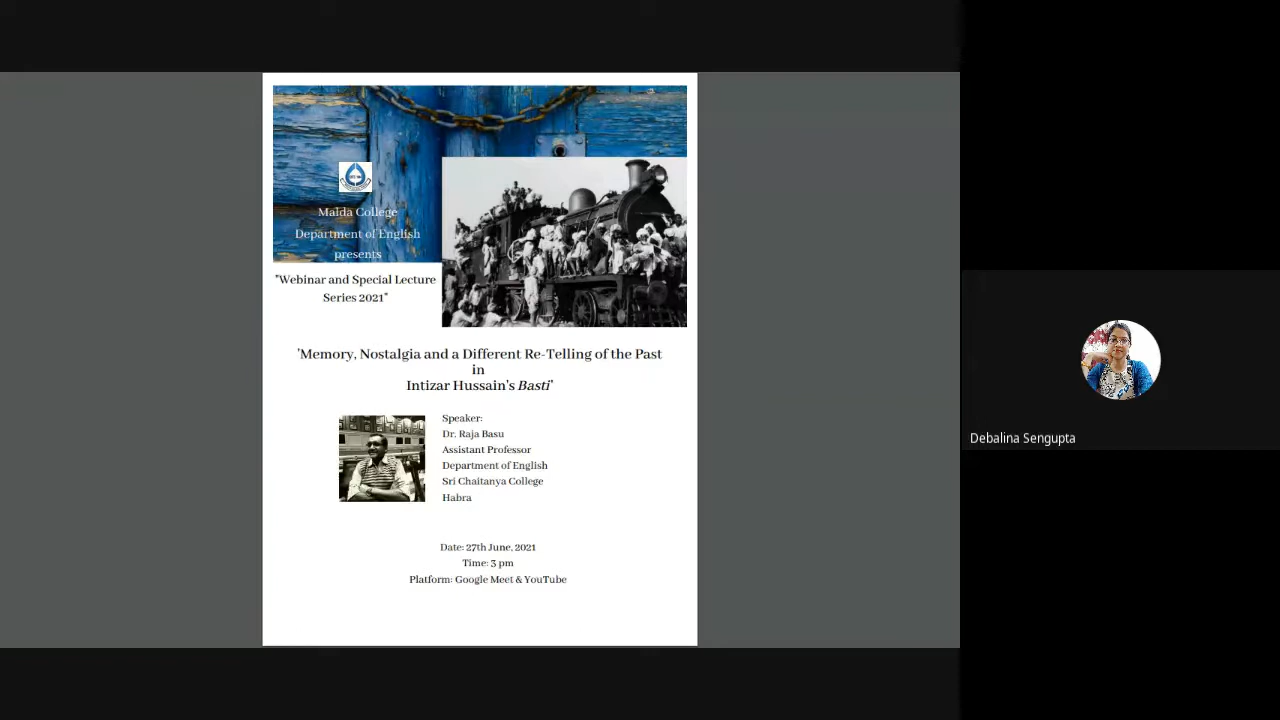 Malda College
Department of English
presents
"Webinar and Special Lecture
Series 2021"
'Memory, Nostalgia and a Different Re-Telling of the Past
in
Intizar Hussain's Basti'
Speaker:
Dr. Raja Basu
Assistant Professor
Department of English
Sri Chaitanya College
Habra
Date: 27th June, 2021
Time: 3 pm
Platform: Google Meet & YouTube
Debalina Sengupta